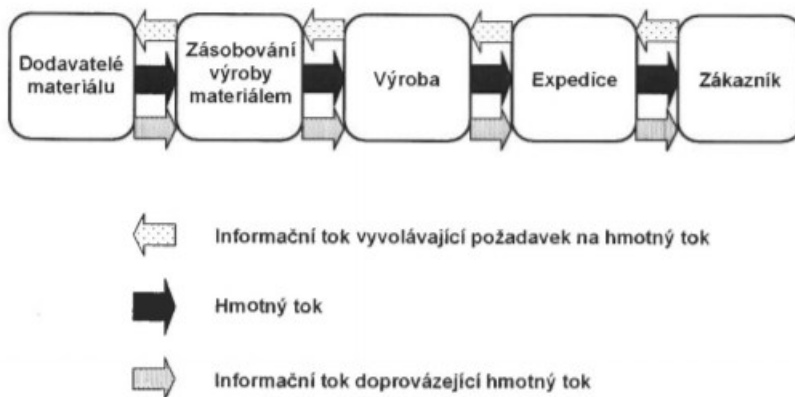 Dodavatelé
materiálu
Zásobování
výroby
materiálem
Výroba
Expedice
Zákazník
Informační tok vyvolávající požadavek na hmotný tok
Hmotný tok
Informační tok doprovázející hmotný tok